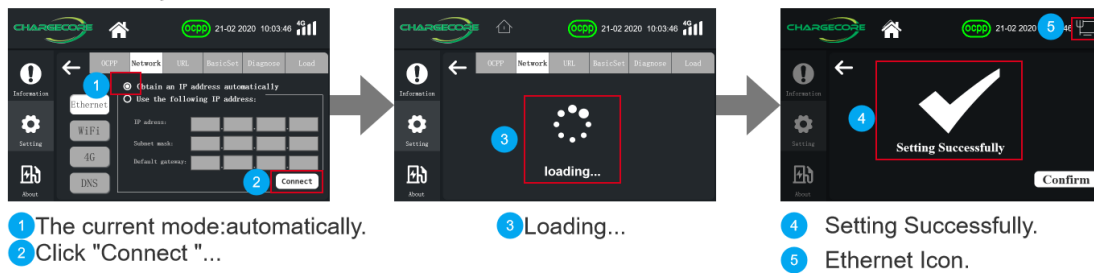 CHARGECORE
ocpp 21-02 2020 10:03:46 4G
OCPP Network URL BasicSet Diagnose Load
Information
Setting
About
Ethernet
WiFi
4G
DNS
1
Obtain an IP address automatically
Use the following IP address:
IP adress:
Subnet mask:
Default gateway:
2 Connect
CHARGECORE
ocpp 21-02 2020 10:03:46 4G
OCPP Network URL BasicSet Diagnose Load
Information
Setting
About
3
loading...
CHARGECORE
ocpp 21-02 2020 5 46
Information
Setting
About
4
Setting Successfully
Confirm
1 The current mode:automatically.
2 Click "Connect "...
3 Loading...
4 Setting Successfully.
5 Ethernet Icon.